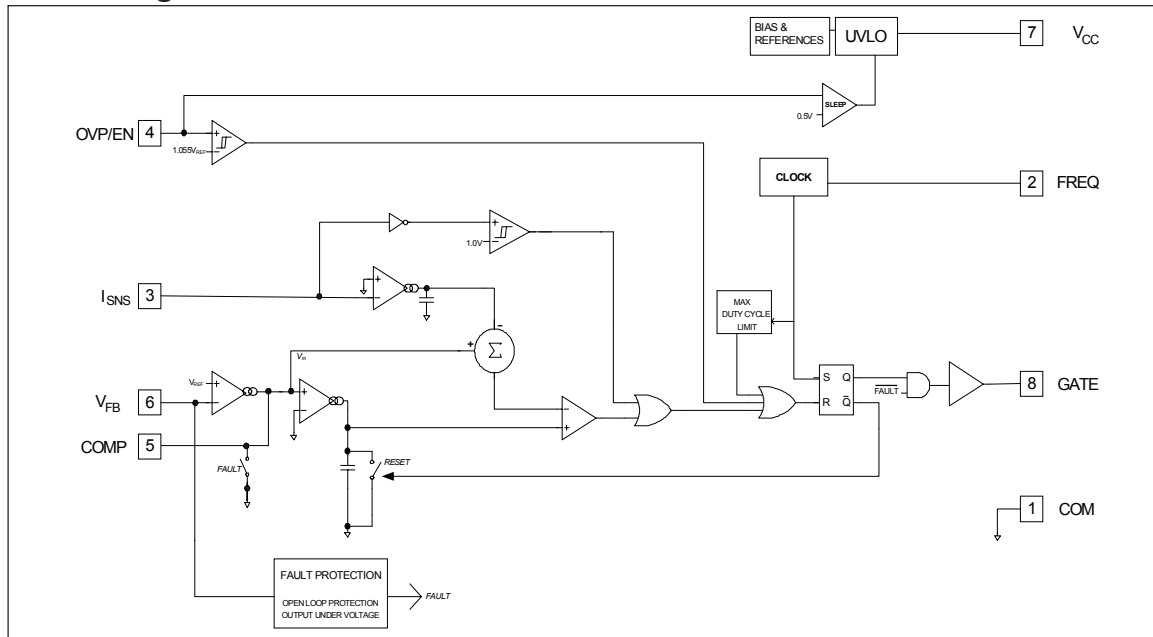 BIAS &
REFERENCES
UVLO
7
VCC
SLEEP
0.5V
OVP/EN
4
+
1.055VREF
−
CLOCK
2
FREQ
+
1.0V
−
ISNS
3
+
−
MAX
DUTY CYCLE
LIMIT
−
+
Vm
Σ
S
Q
R
Q̅
F̅A̅U̅L̅T̅
8
GATE
VREF
+
−
VFB
6
+
−
−
+
COMP
5
FAULT
RESET
1
COM
FAULT PROTECTION
OPEN LOOP PROTECTION
OUTPUT UNDER VOLTAGE
FAULT